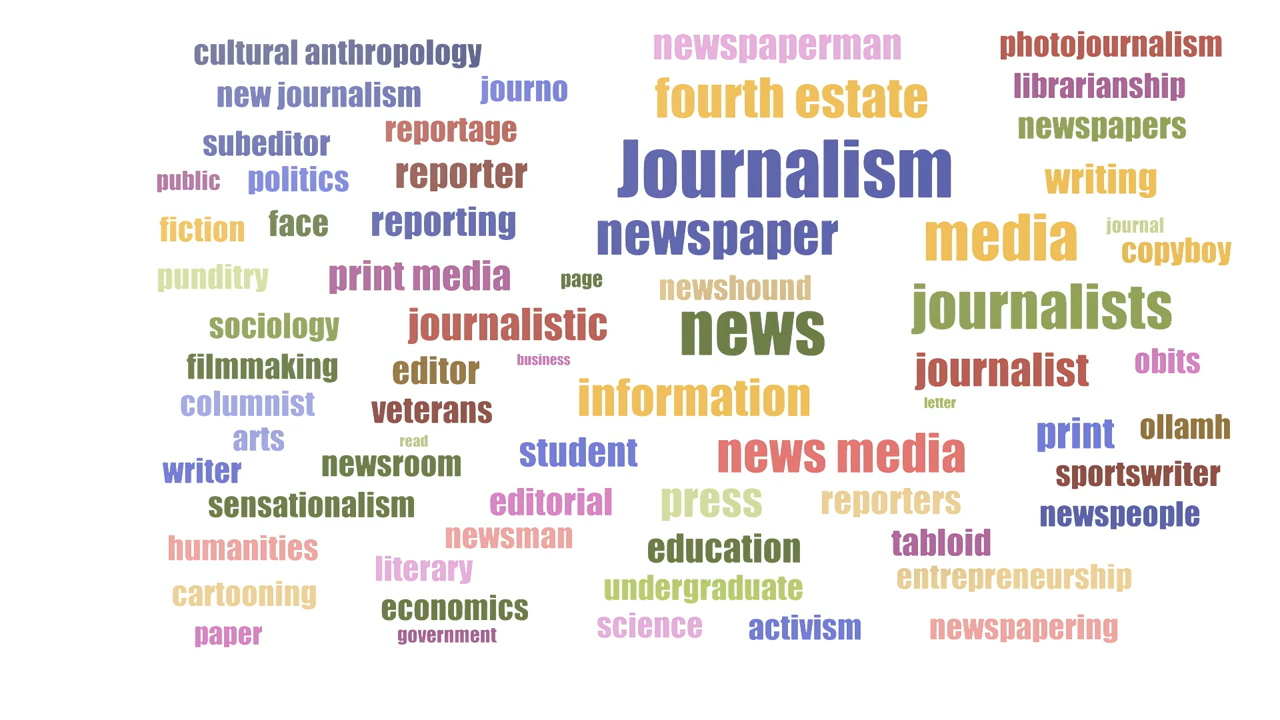 cultural anthropology
newspaperman
photojournalism
new journalism
journo
fourth estate
librarianship
subeditor
reportage
newspapers
public
politics
reporter
Journalism
writing
fiction
face
reporting
newspaper
media
journal
copyboy
punditry
print media
page
newshound
journalists
sociology
journalistic
news
filmmaking
editor
business
journalist
obits
columnist
veterans
information
letter
arts
read
student
news media
print
ollamh
writer
newsroom
sportswriter
sensationalism
editorial
press
reporters
newspeople
humanities
newsman
education
tabloid
literary
cartooning
undergraduate
entrepreneurship
economics
paper
government
science
activism
newspapering